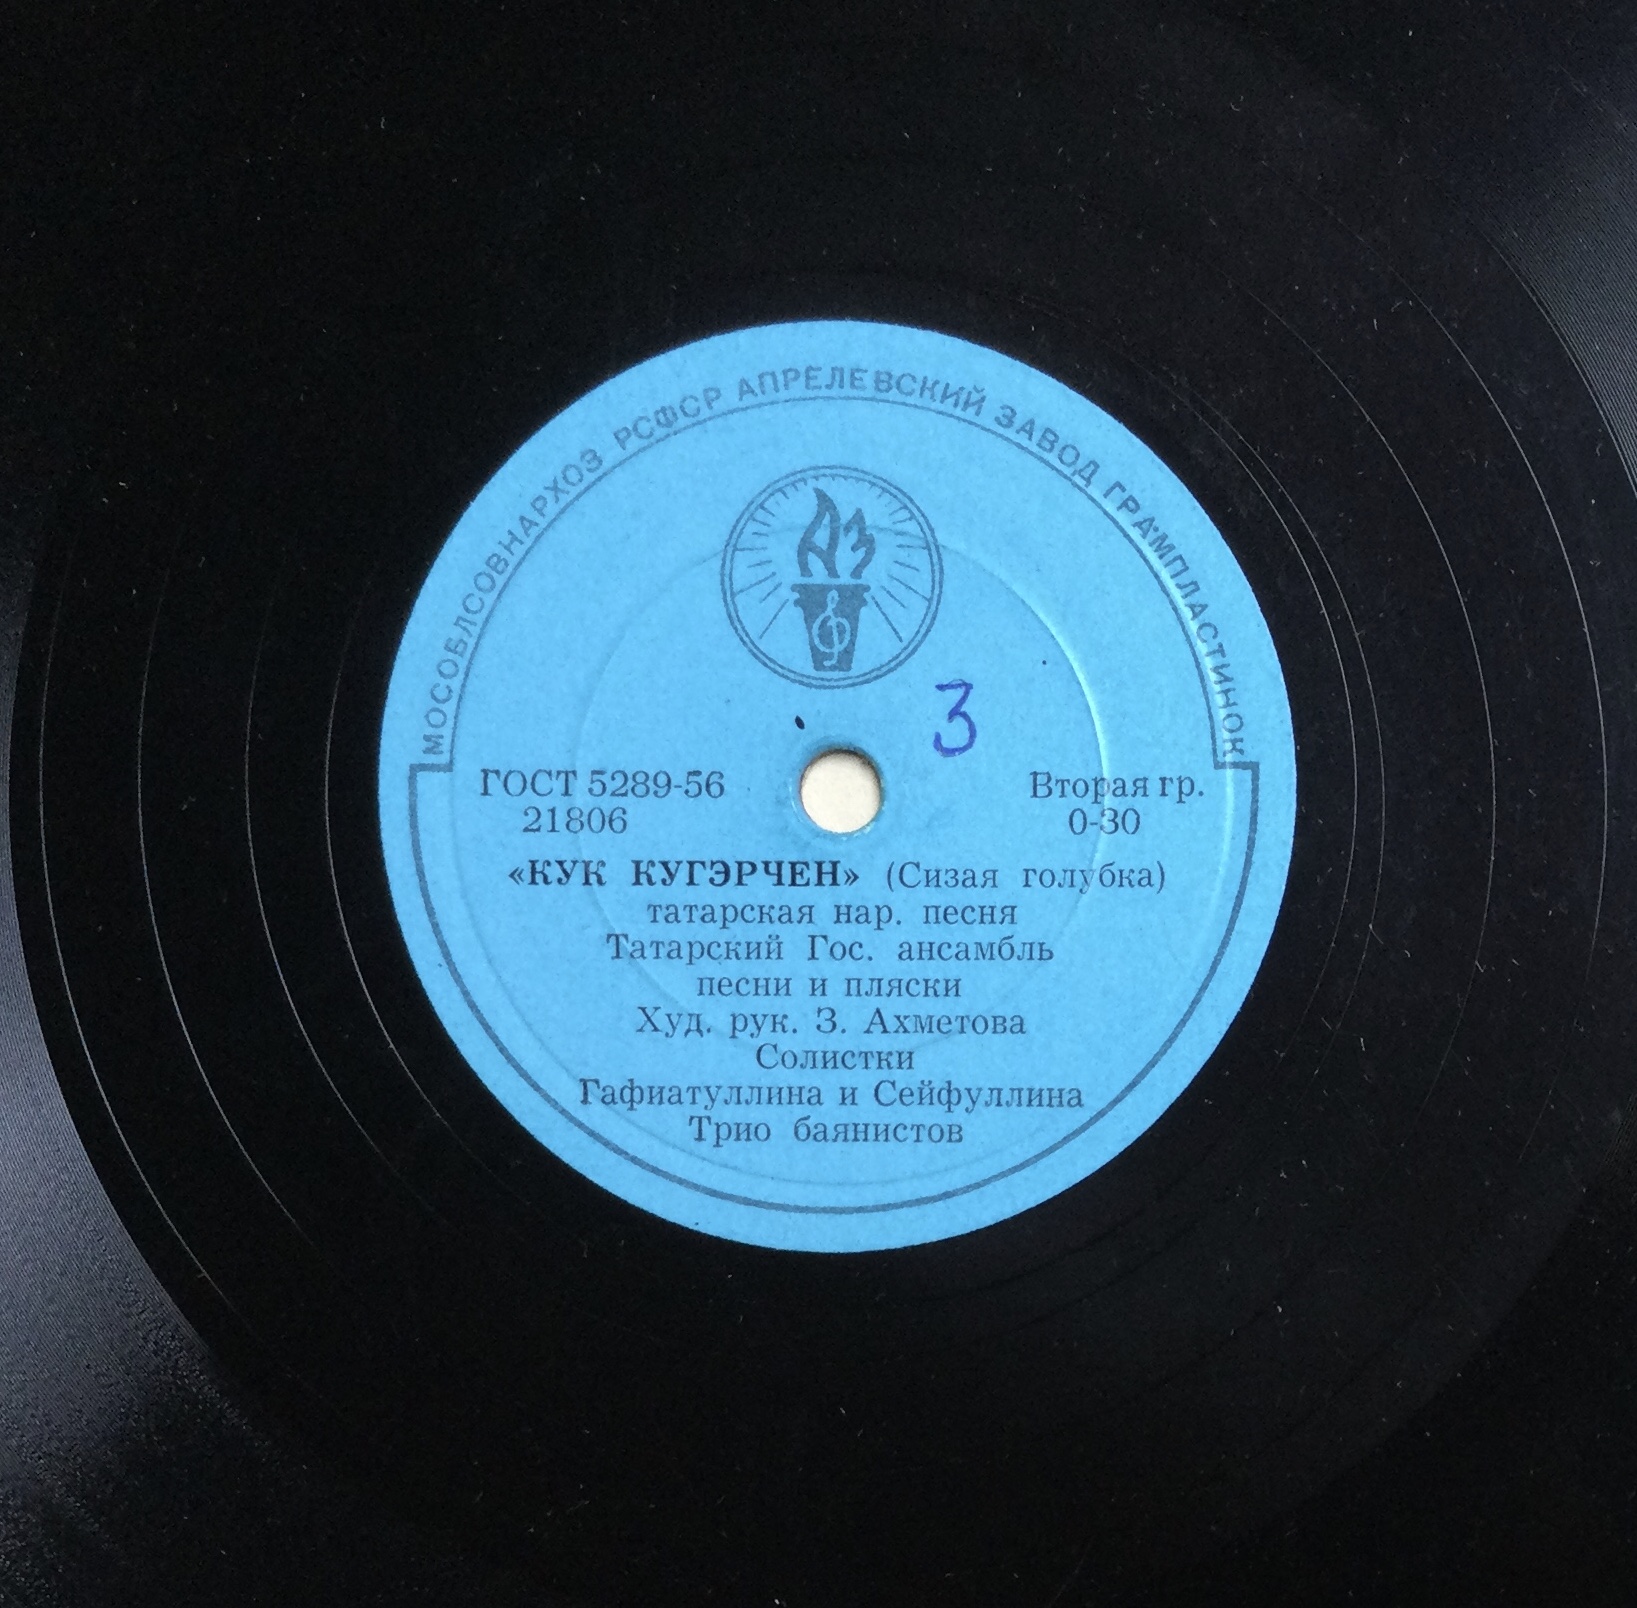 МОСОБЛСОВНАРХОЗ РСФСР АПРЕЛЕВСКИЙ ЗАВОД ГРАМПЛАСТИНОК
АЗ
3
ГОСТ 5289-56
21806
Вторая гр.
0-30
«КУК КУГЭРЧЕН» (Сизая голубка)
татарская нар. песня
Татарский Гос. ансамбль
песни и пляски
Худ. рук. З. Ахметова
Солистки
Гафиатуллина и Сейфуллина
Трио баянистов